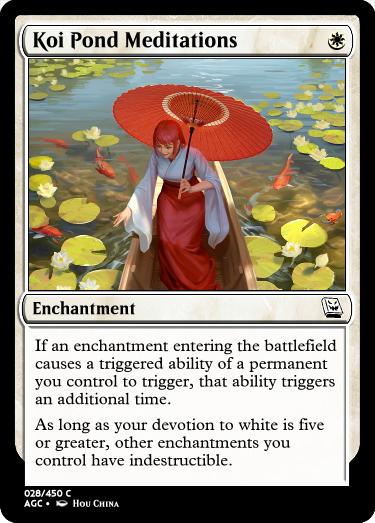 Koi Pond Meditations
Enchantment
If an enchantment entering the battlefield
causes a triggered ability of a permanent
you control to trigger, that ability triggers
an additional time.
As long as your devotion to white is five
or greater, other enchantments you
control have indestructible.
028/450 C
AGC • Hou China